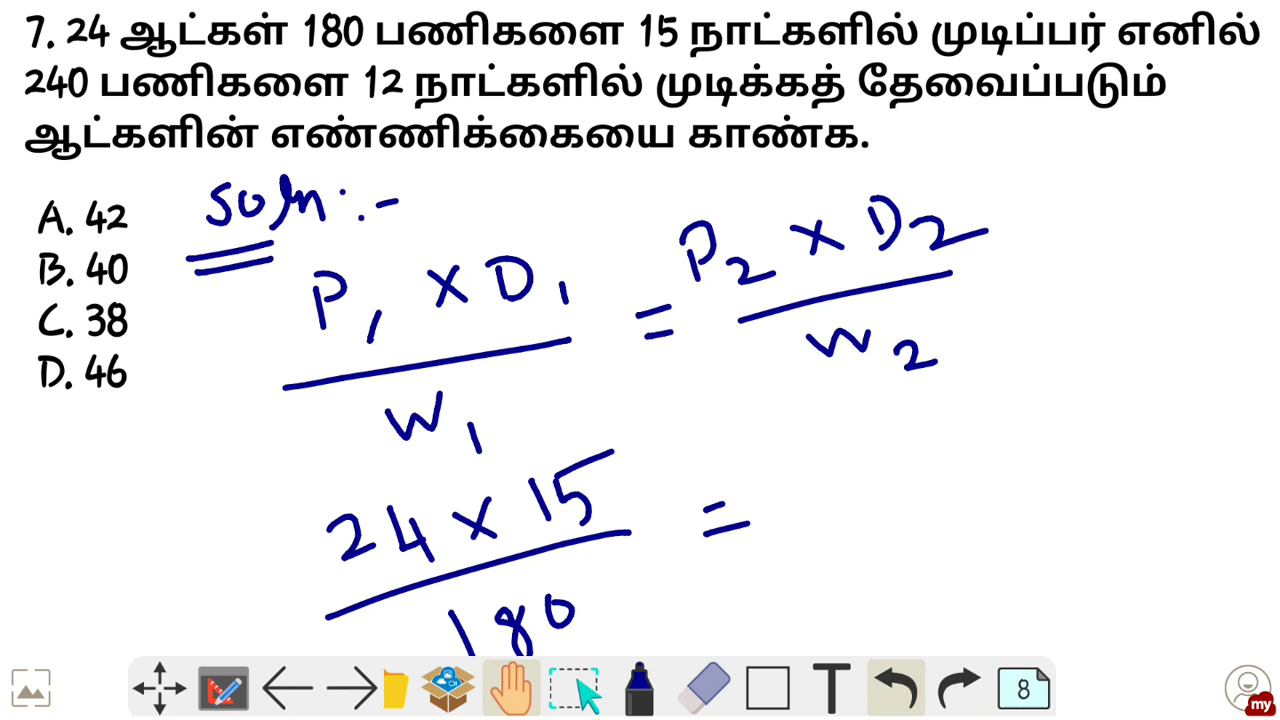 7. 24 ஆட்கள் 180 பணிகளை 15 நாட்களில் முடிப்பர் எனில்
240 பணிகளை 12 நாட்களில் முடிக்கத் தேவைப்படும்
ஆட்களின் எண்ணிக்கையை காண்க.
A. 42
B. 40
C. 38
D. 46
Soln :-
P1 × D1 / W1 = P2 × D2 / W2
24 × 15 / 180 =
8
my